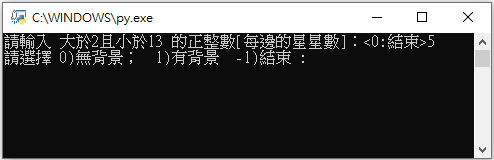 C:\WINDOWS\py.exe
請輸入 大於2且小於13 的正整數[每邊的星星數]：<0:結束>5
請選擇 0)無背景；  1)有背景  -1)結束 :